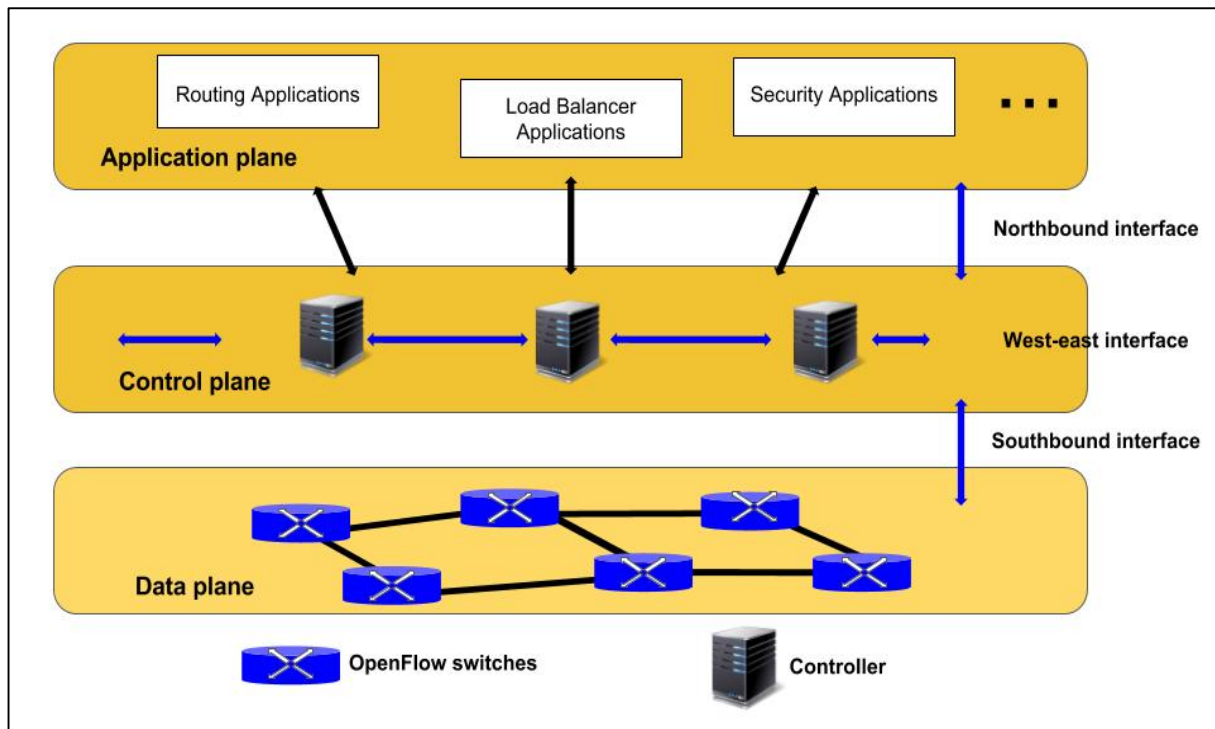 Routing Applications
Load Balancer
Applications
Security Applications
...
Application plane
Northbound interface
West-east interface
Control plane
Southbound interface
Data plane
OpenFlow switches
Controller